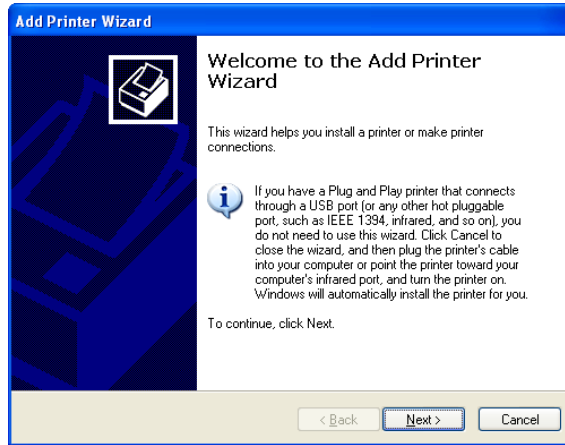 Add Printer Wizard
Welcome to the Add Printer
Wizard
This wizard helps you install a printer or make printer
connections.
If you have a Plug and Play printer that connects
through a USB port (or any other hot pluggable
port, such as IEEE 1394, infrared, and so on), you
do not need to use this wizard. Click Cancel to
close the wizard, and then plug the printer's cable
into your computer or point the printer toward your
computer's infrared port, and turn the printer on.
Windows will automatically install the printer for you.
To continue, click Next.
< Back Next > Cancel